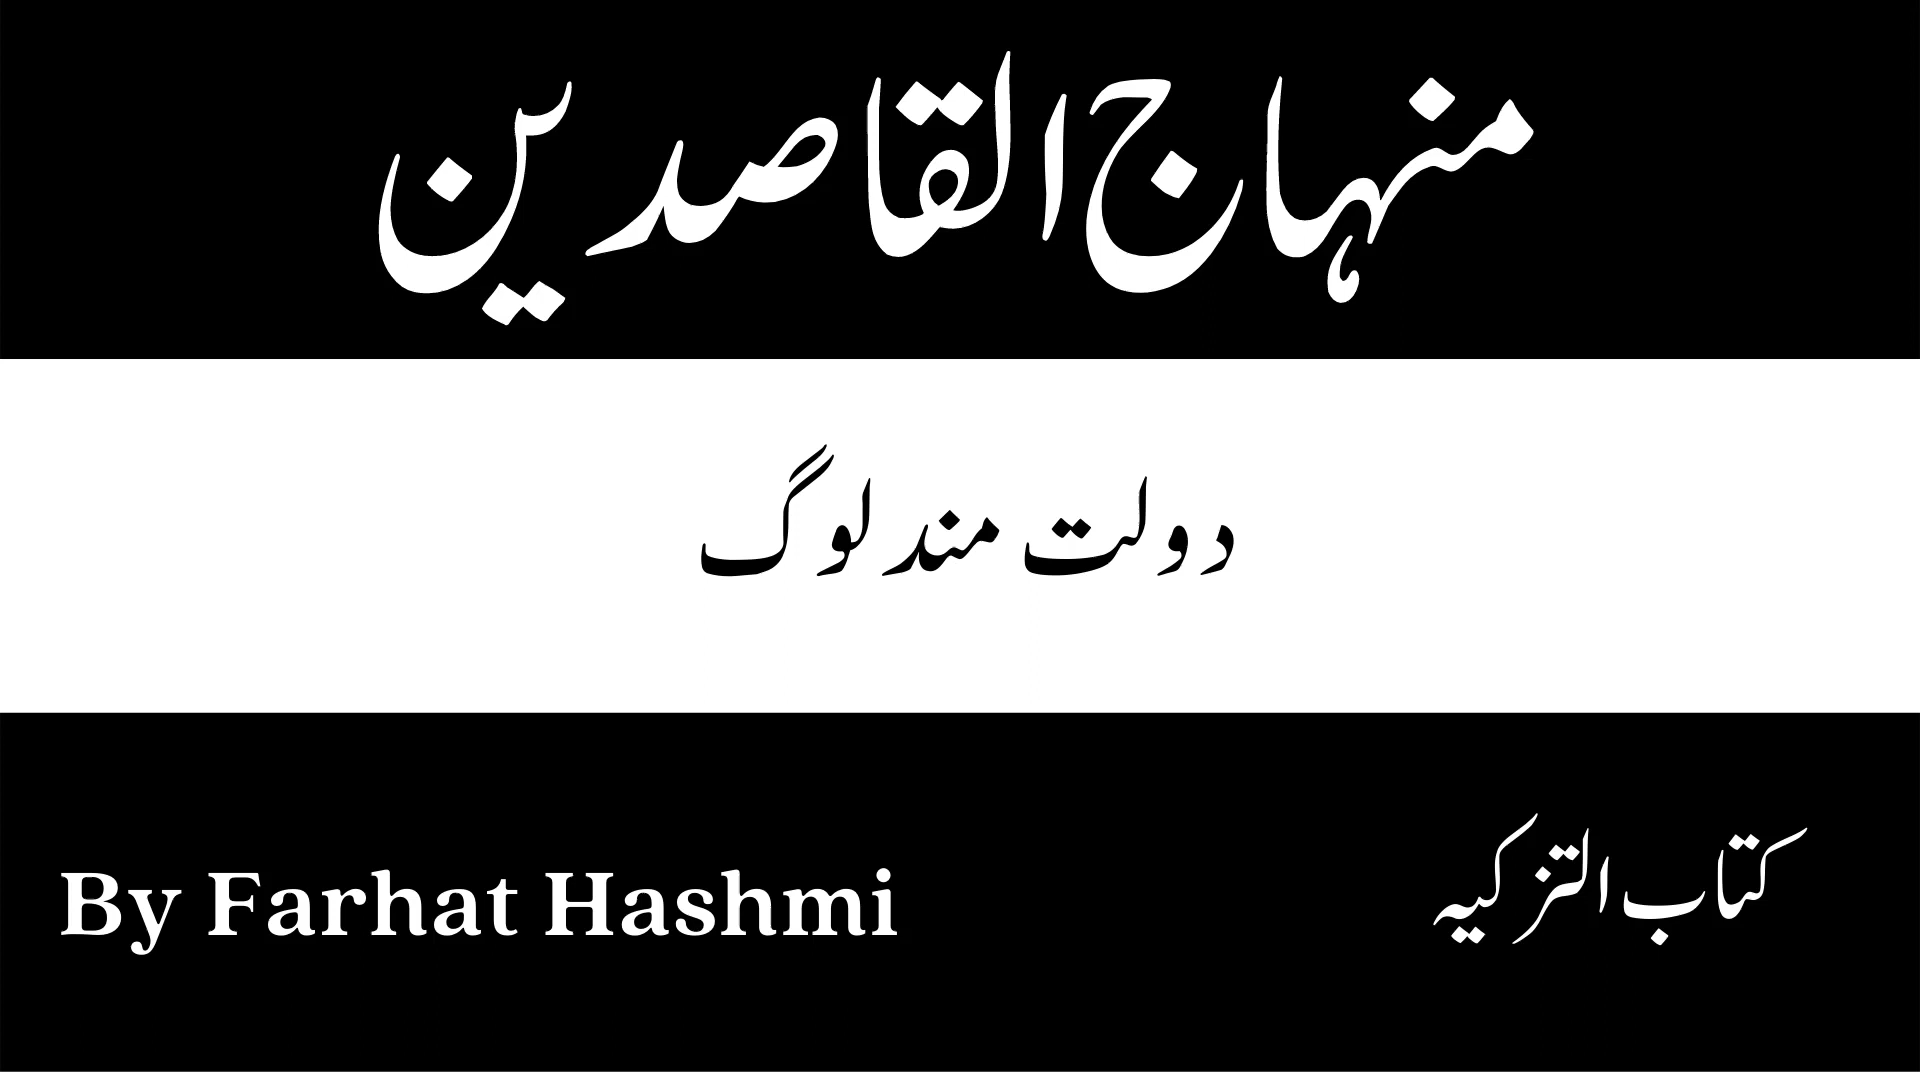 منہاج القاصدین
دولت مند لوگ
کتاب التزکیہ
By Farhat Hashmi